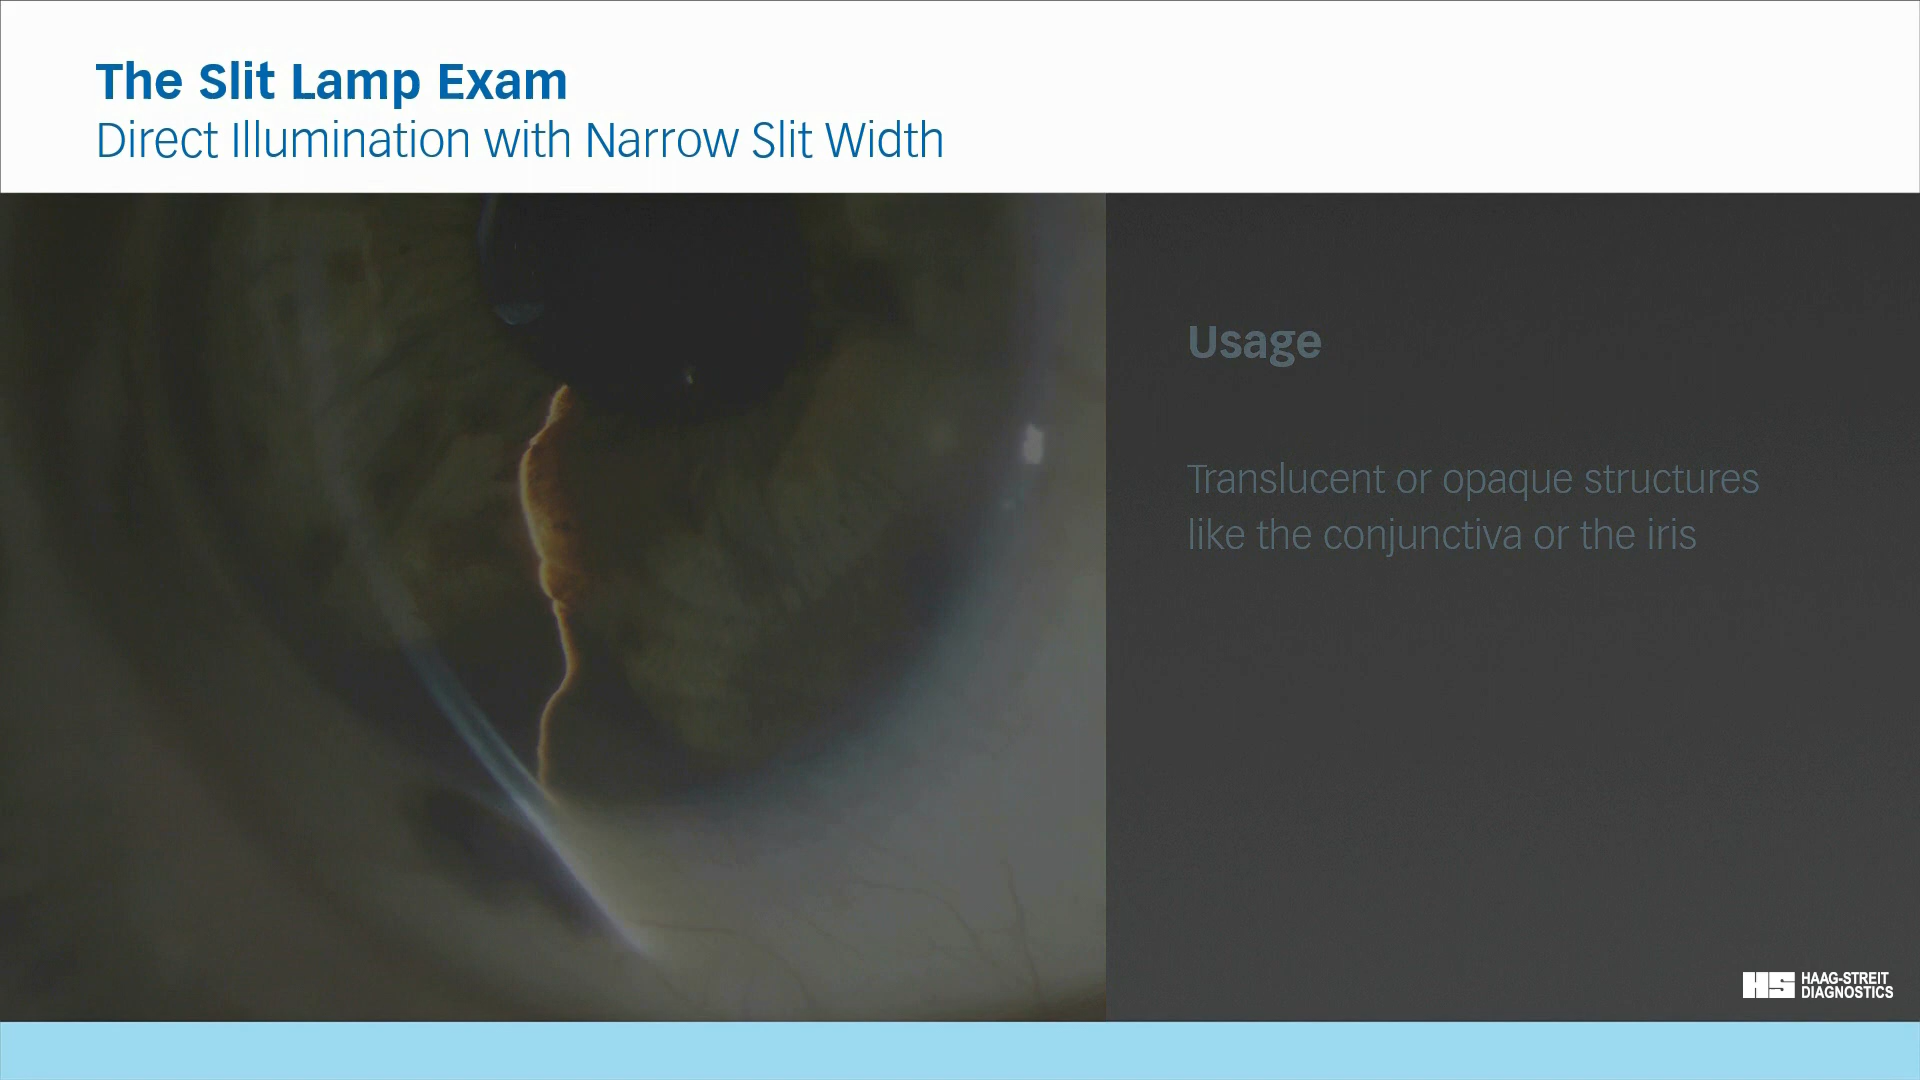 The Slit Lamp Exam
Direct Illumination with Narrow Slit Width
Usage
Translucent or opaque structures
like the conjunctiva or the iris
HS HAAG-STREIT
DIAGNOSTICS